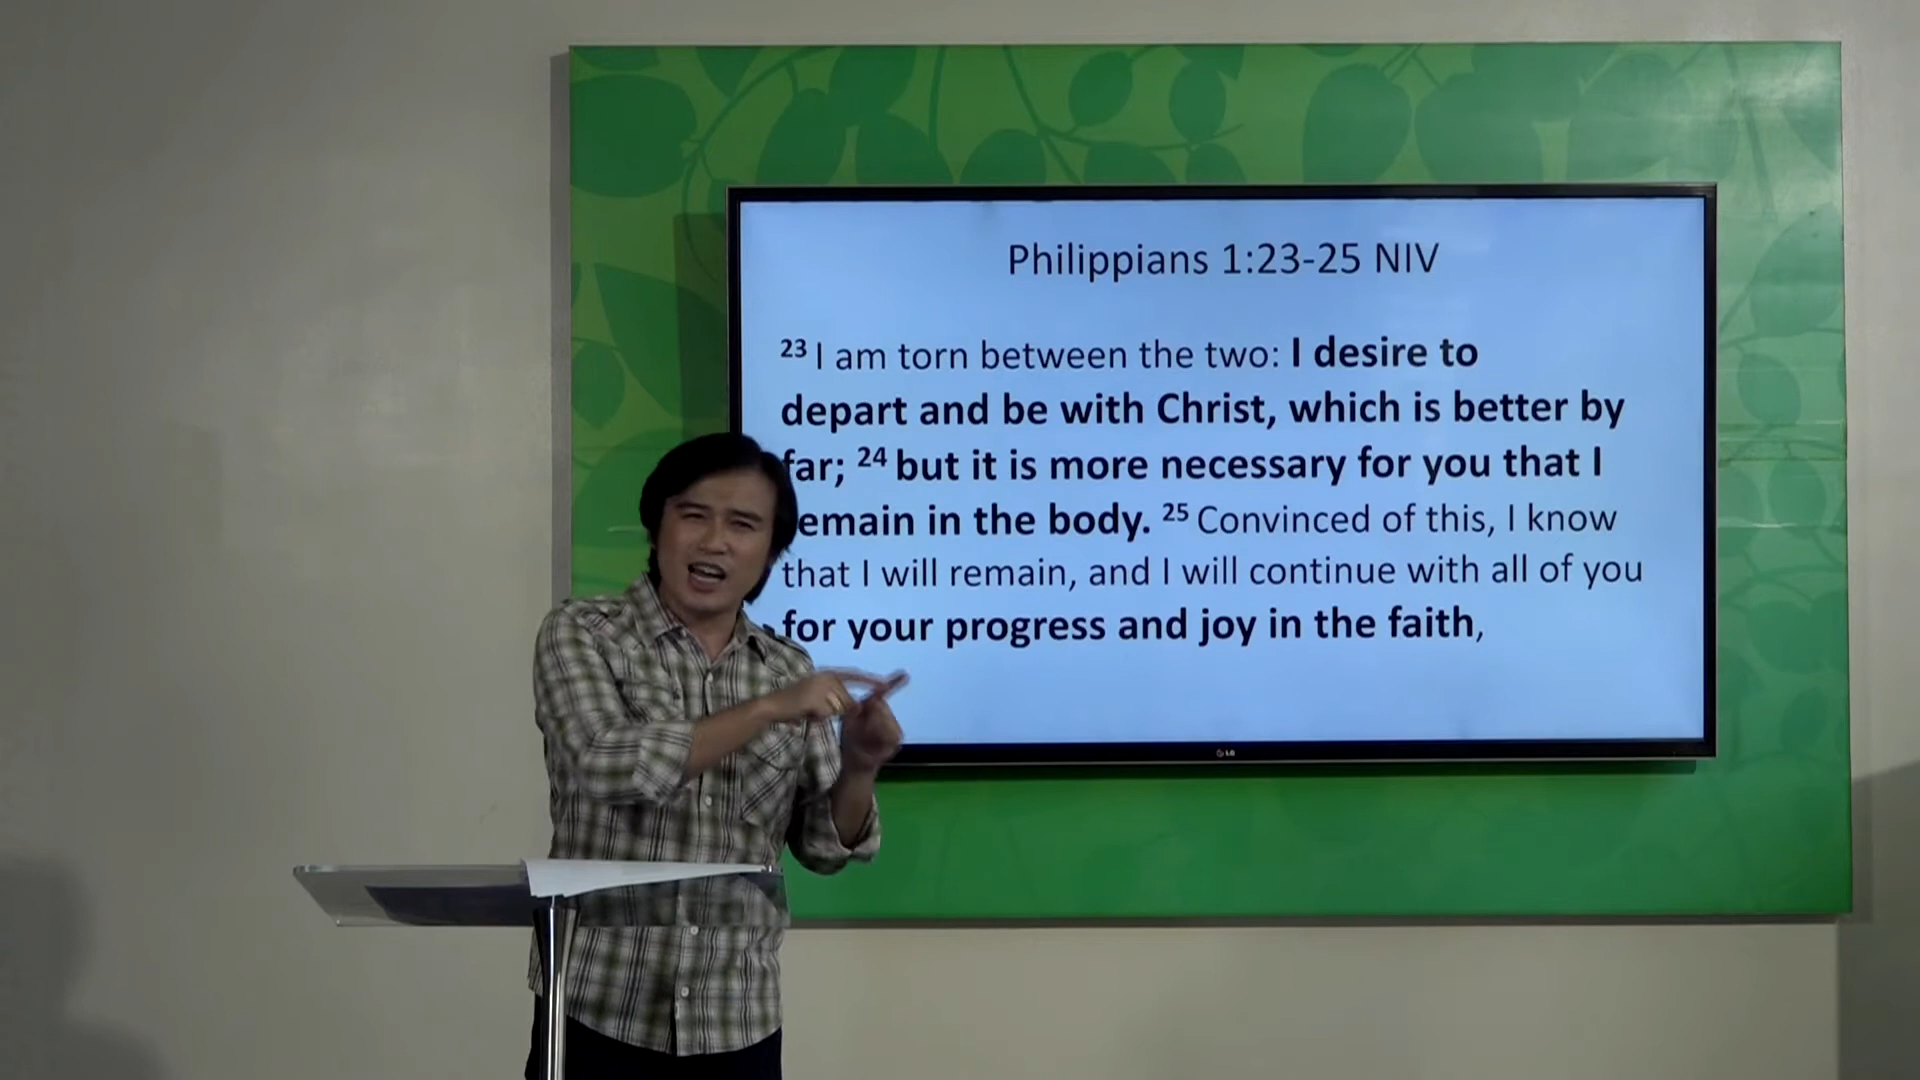 Philippians 1:23-25 NIV
23 I am torn between the two: I desire to
depart and be with Christ, which is better by
far; 24 but it is more necessary for you that I
emain in the body. 25 Convinced of this, I know
that I will remain, and I will continue with all of you
for your progress and joy in the faith,
LG